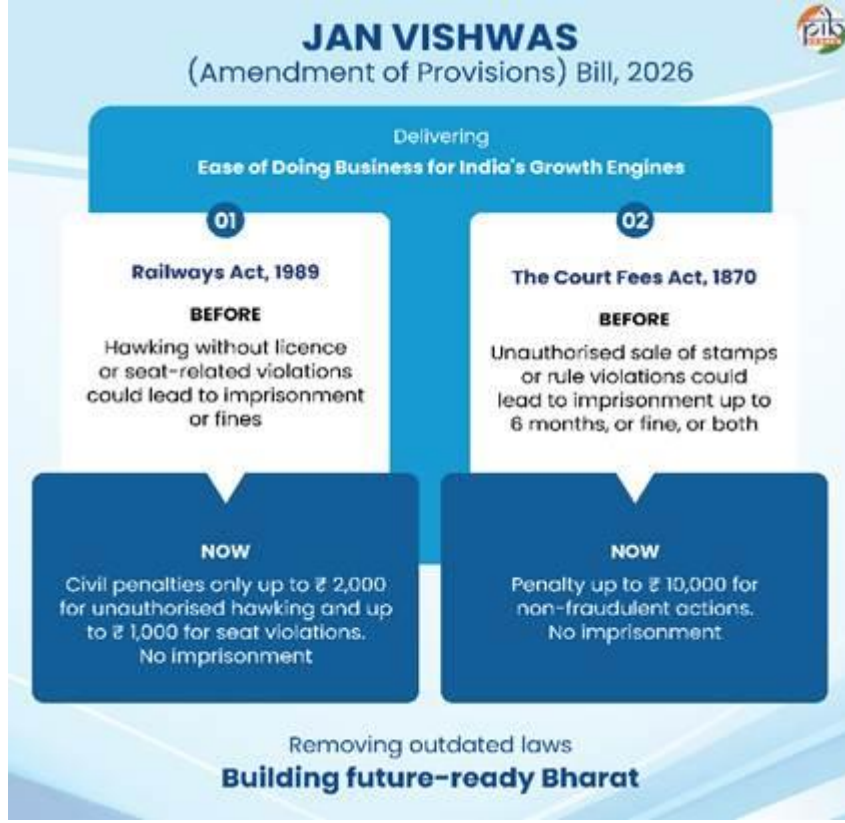 JAN VISHWAS
(Amendment of Provisions) Bill, 2026
pib
Delivering
Ease of Doing Business for India's Growth Engines
01
Railways Act, 1989
BEFORE
Hawking without licence
or seat-related violations
could lead to imprisonment
or fines
NOW
Civil penalties only up to ₹ 2,000
for unauthorised hawking and up
to ₹ 1,000 for seat violations.
No imprisonment
02
The Court Fees Act, 1870
BEFORE
Unauthorised sale of stamps
or rule violations could
lead to imprisonment up to
6 months, or fine, or both
NOW
Penalty up to ₹ 10,000 for
non-fraudulent actions.
No imprisonment
Removing outdated laws
Building future-ready Bharat